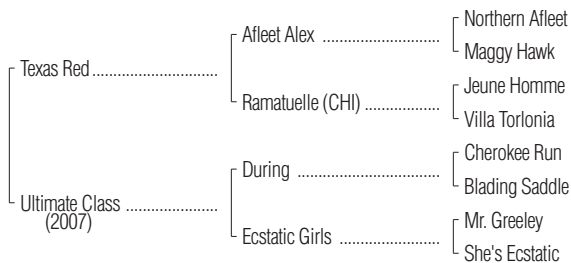 Northern Afleet
Afleet Alex ............................
Maggy Hawk
Texas Red ..............................
Jeune Homme
Ramatuelle (CHI) ..................
Villa Torlonia
Cherokee Run
During ..................................
Blading Saddle
Ultimate Class ......................
(2007)
Mr. Greeley
Ecstatic Girls ........................
She's Ecstatic